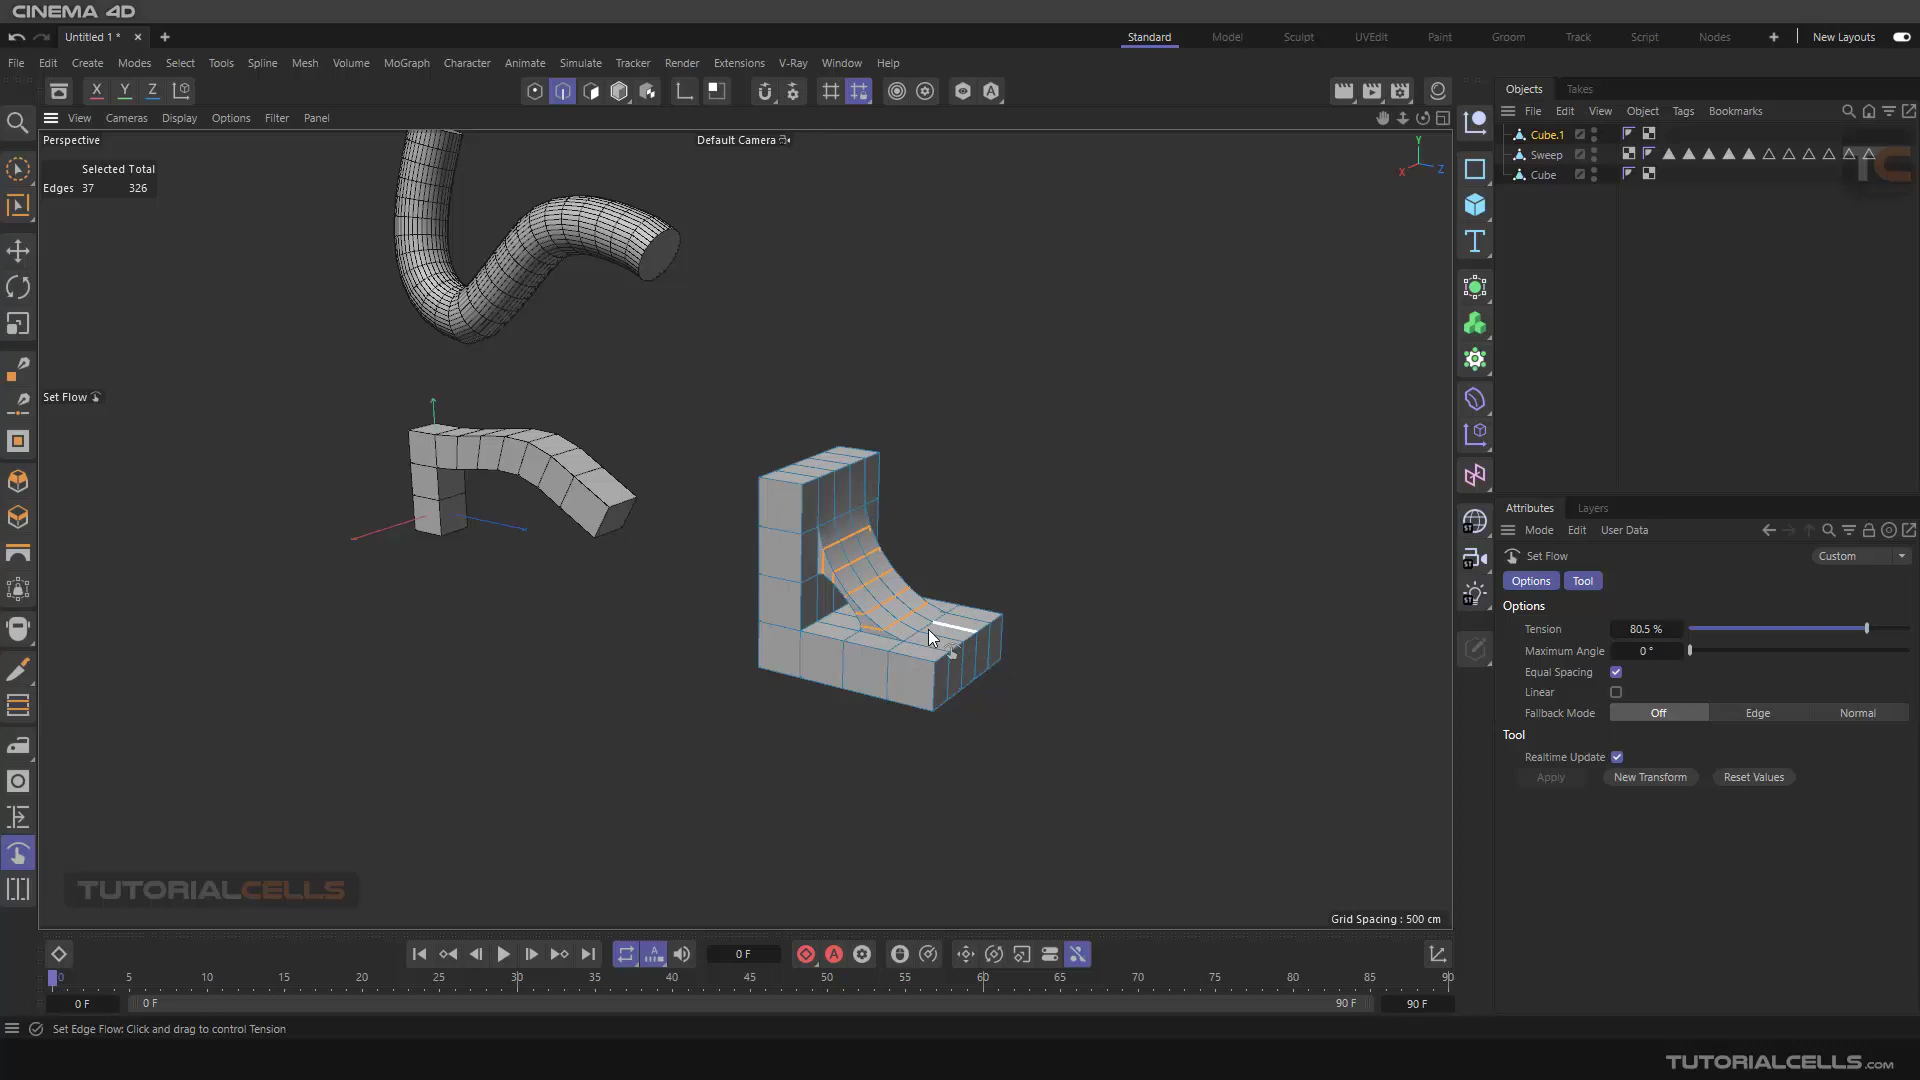 CINEMA 4D
Untitled 1 *
Standard
Model
Sculpt
UVEdit
Paint
Groom
Track
Script
Nodes
New Layouts
File Edit Create Modes Select Tools Spline Mesh Volume MoGraph Character Animate Simulate Tracker Render Extensions V-Ray Window Help
X Y Z
View Cameras Display Options Filter Panel
Perspective
Default Camera
Selected Total
Edges 37 326
Set Flow
Y
X
Z
Grid Spacing : 500 cm
TUTORIALCELLS
Objects Takes
File Edit View Object Tags Bookmarks
Cube.1
Sweep
Cube
TC
Attributes Layers
Mode Edit User Data
Set Flow
Custom
Options Tool
Options
Tension 80.5 %
Maximum Angle 0 °
Equal Spacing
Linear
Fallback Mode Off Edge Normal
Tool
Realtime Update
Apply New Transform Reset Values
0 F
0 5 10 15 20 25 30 35 40 45 50 55 60 65 70 75 80 85 90
0 F 0 F 90 F 90 F
Set Edge Flow: Click and drag to control Tension
TUTORIALCELLS.COM